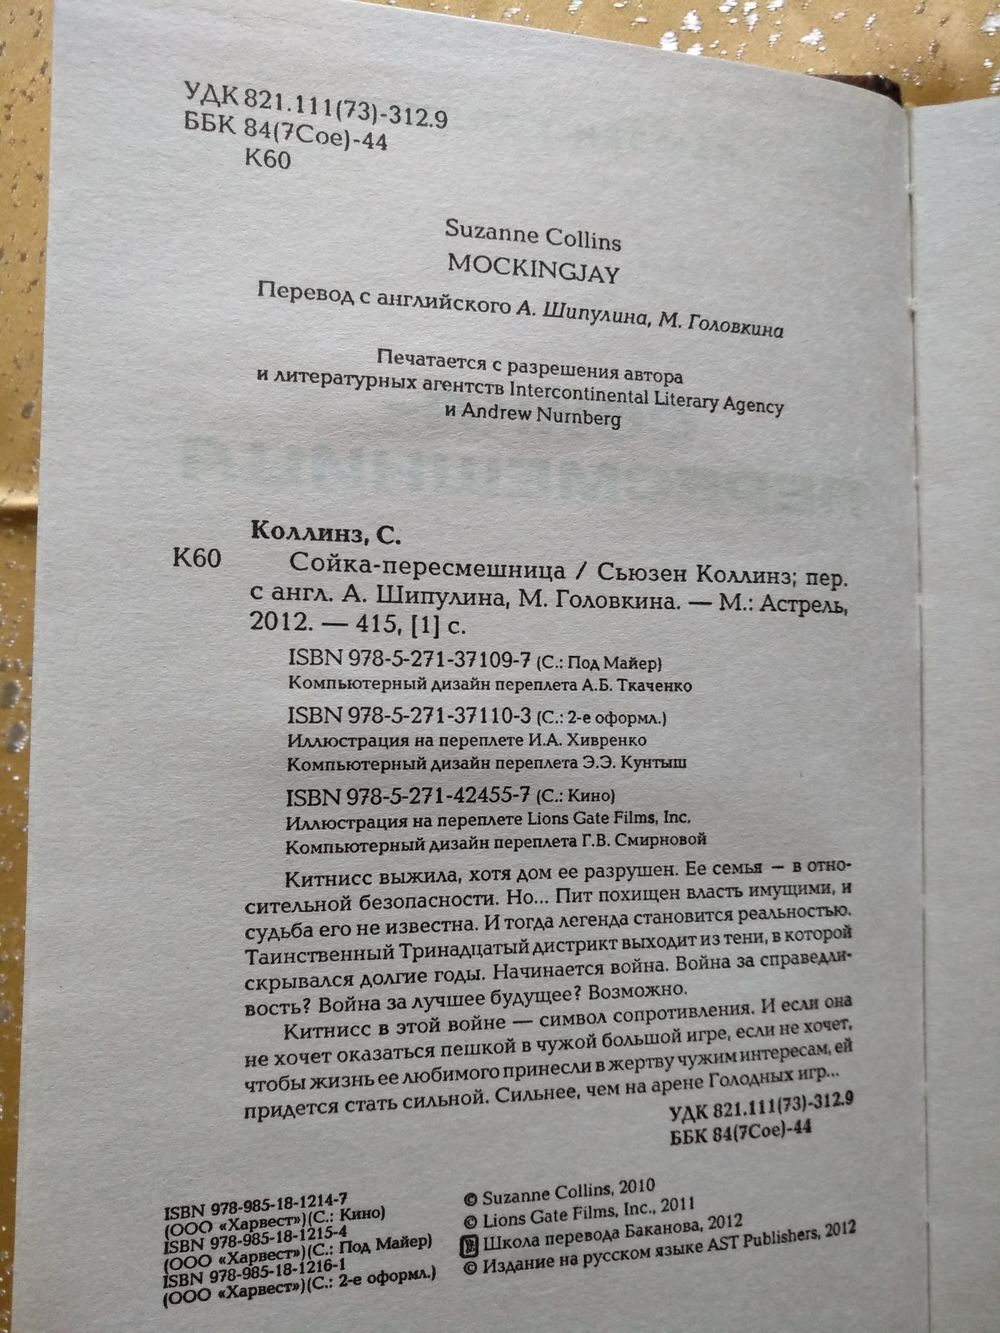 УДК 821.111(73)-312.9
ББК 84(7Сое)-44
К60
Suzanne Collins
MOCKINGJAY
Перевод с английского А. Шипулина, М. Головкина
Печатается с разрешения автора
и литературных агентств Intercontinental Literary Agency
и Andrew Nurnberg
Коллинз, С.
К60 Сойка-пересмешница / Сьюзен Коллинз; пер.
с англ. А. Шипулина, М. Головкина. — М.: Астрель,
2012. — 415, [1] с.
ISBN 978-5-271-37109-7 (С.: Под Майер)
Компьютерный дизайн переплета А.Б. Ткаченко
ISBN 978-5-271-37110-3 (С.: 2-е оформл.)
Иллюстрация на переплете И.А. Хивренко
Компьютерный дизайн переплета Э.Э. Кунтыш
ISBN 978-5-271-42455-7 (С.: Кино)
Иллюстрация на переплете Lions Gate Films, Inc.
Компьютерный дизайн переплета Г.В. Смирновой
Китнисс выжила, хотя дом ее разрушен. Ее семья — в отно-
сительной безопасности. Но... Пит похищен власть имущими, и
судьба его не известна. И тогда легенда становится реальностью.
Таинственный Тринадцатый дистрикт выходит из тени, в которой
скрывался долгие годы. Начинается война. Война за справедли-
вость? Война за лучшее будущее? Возможно.
Китнисс в этой войне — символ сопротивления. И если она
не хочет оказаться пешкой в чужой большой игре, если не хочет,
чтобы жизнь ее любимого принесли в жертву чужим интересам, ей
придется стать сильной. Сильнее, чем на арене Голодных игр...
УДК 821.111(73)-312.9
ББК 84(7Сое)-44
ISBN 978-985-18-1214-7
(ООО «Харвест»)(С.: Кино)
ISBN 978-985-18-1215-4
(ООО «Харвест»)(С.: Под Майер)
ISBN 978-985-18-1216-1
(ООО «Харвест»)(С.: 2-е оформл.)
© Suzanne Collins, 2010
© Lions Gate Films, Inc., 2011
Школа перевода Баканова, 2012
© Издание на русском языке AST Publishers, 2012